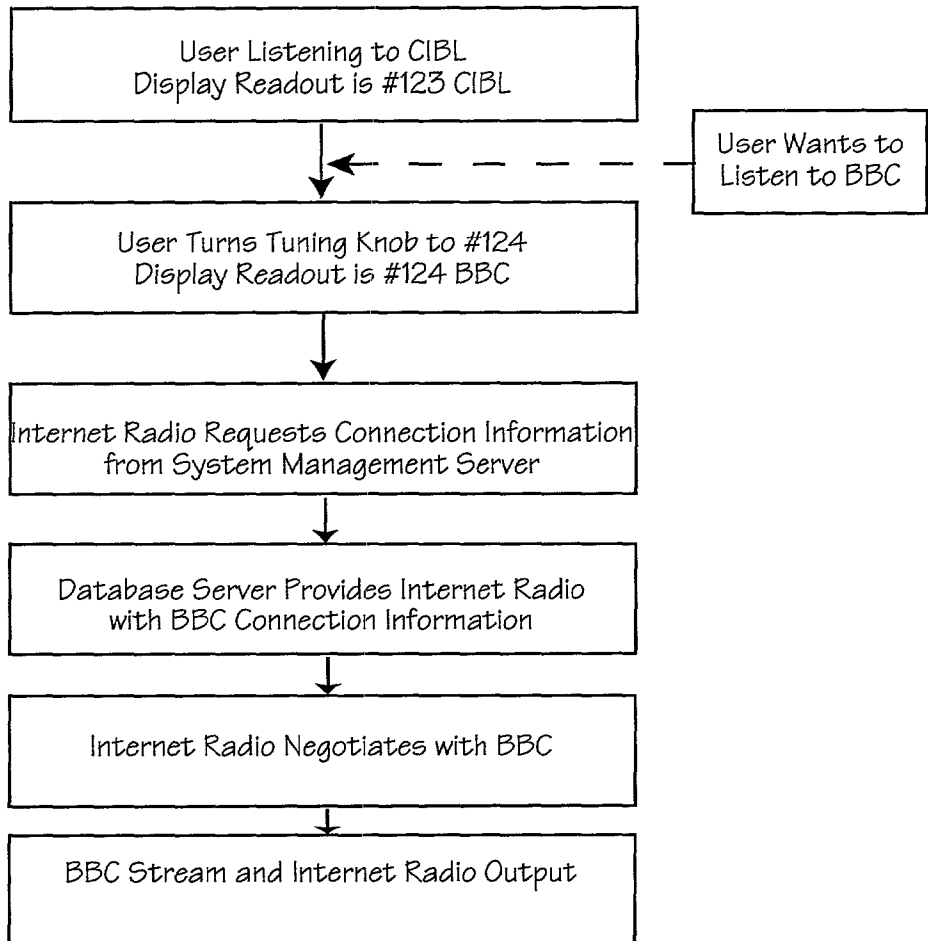 User Listening to CIBL
Display Readout is #123 CIBL
User Wants to
Listen to BBC
User Turns Tuning Knob to #124
Display Readout is #124 BBC
Internet Radio Requests Connection Information
from System Management Server
Database Server Provides Internet Radio
with BBC Connection Information
Internet Radio Negotiates with BBC
BBC Stream and Internet Radio Output